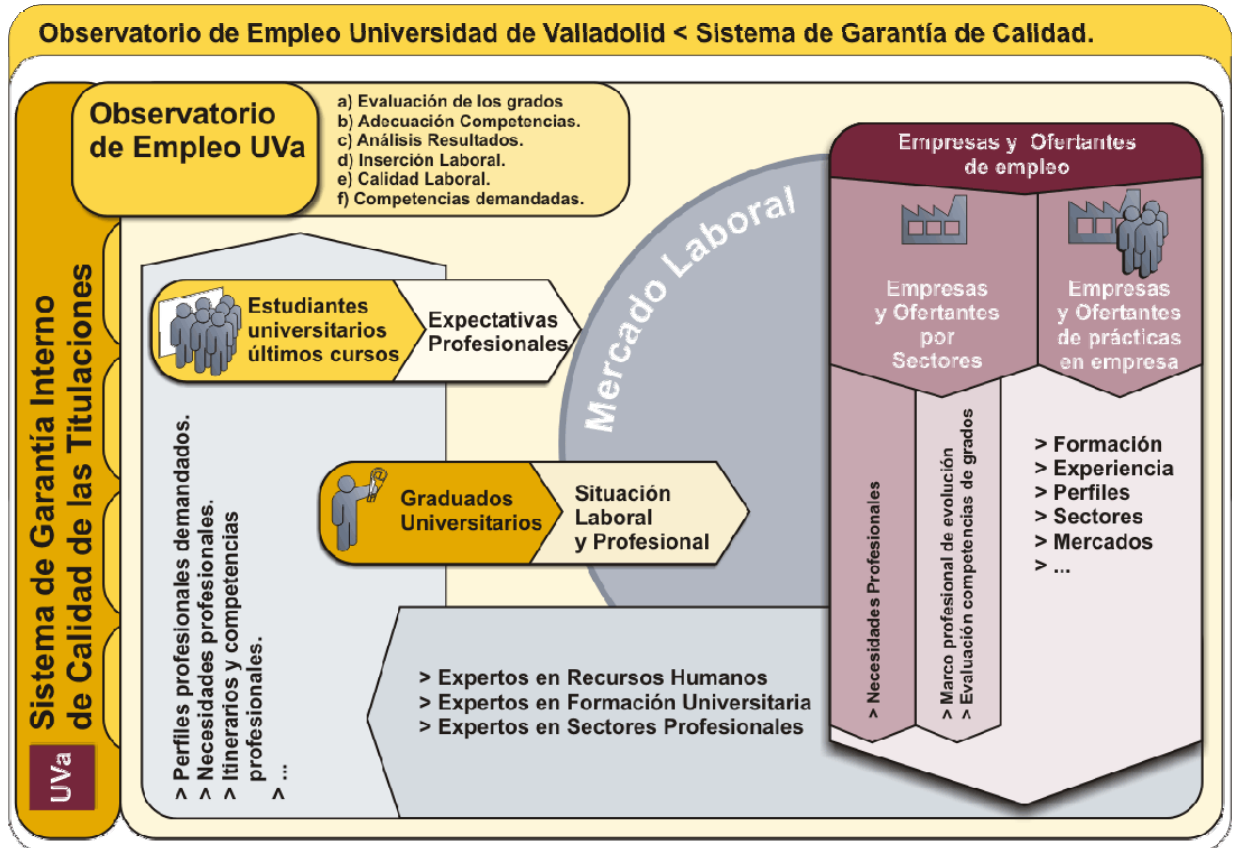 Observatorio de Empleo Universidad de Valladolid < Sistema de Garantía de Calidad.
Sistema de Garantía Interno
de Calidad de las Titulaciones
UVa
Observatorio
de Empleo UVa
a) Evaluación de los grados
b) Adecuación Competencias.
c) Análisis Resultados.
d) Inserción Laboral.
e) Calidad Laboral.
f) Competencias demandadas.
Estudiantes
universitarios
últimos cursos
Expectativas
Profesionales
Graduados
Universitarios
Situación
Laboral
y Profesional
Mercado Laboral
> Perfiles profesionales demandados.
> Necesidades profesionales.
> Itinerarios y competencias
profesionales.
> ...
> Expertos en Recursos Humanos
> Expertos en Formación Universitaria
> Expertos en Sectores Profesionales
Empresas y Ofertantes
de empleo
Empresas
y Ofertantes
por
Sectores
Empresas
y Ofertantes
de prácticas
en empresa
> Necesidades Profesionales
> Marco profesional de evolución
> Evaluación competencias de grados
> Formación
> Experiencia
> Perfiles
> Sectores
> Mercados
> ...